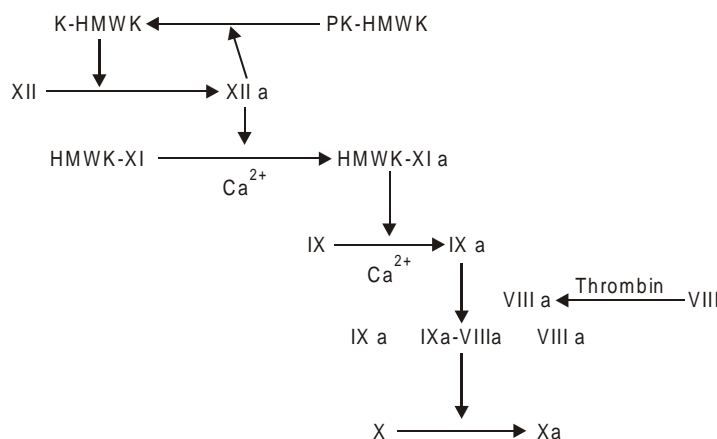 K-HMWK PK-HMWK
XII XII a
HMWK-XI HMWK-XI a
Ca2+
IX IX a
Ca2+
Thrombin
VIII a VIII
IX a IXa-VIIIa VIII a
X Xa